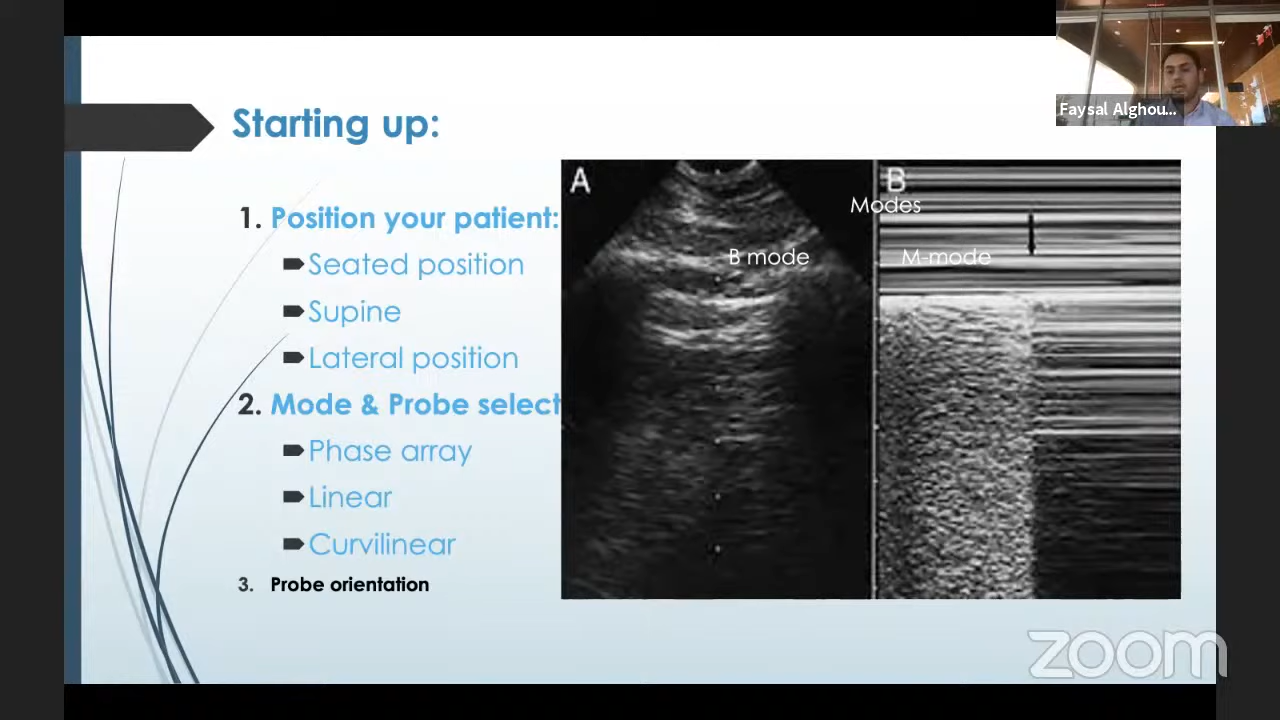 Faysal Alghou...
Starting up:
1. Position your patient:
Seated position
Supine
Lateral position
2. Mode & Probe select
Phase array
Linear
Curvilinear
3. Probe orientation
A
B
Modes
B mode
M-mode
zoom